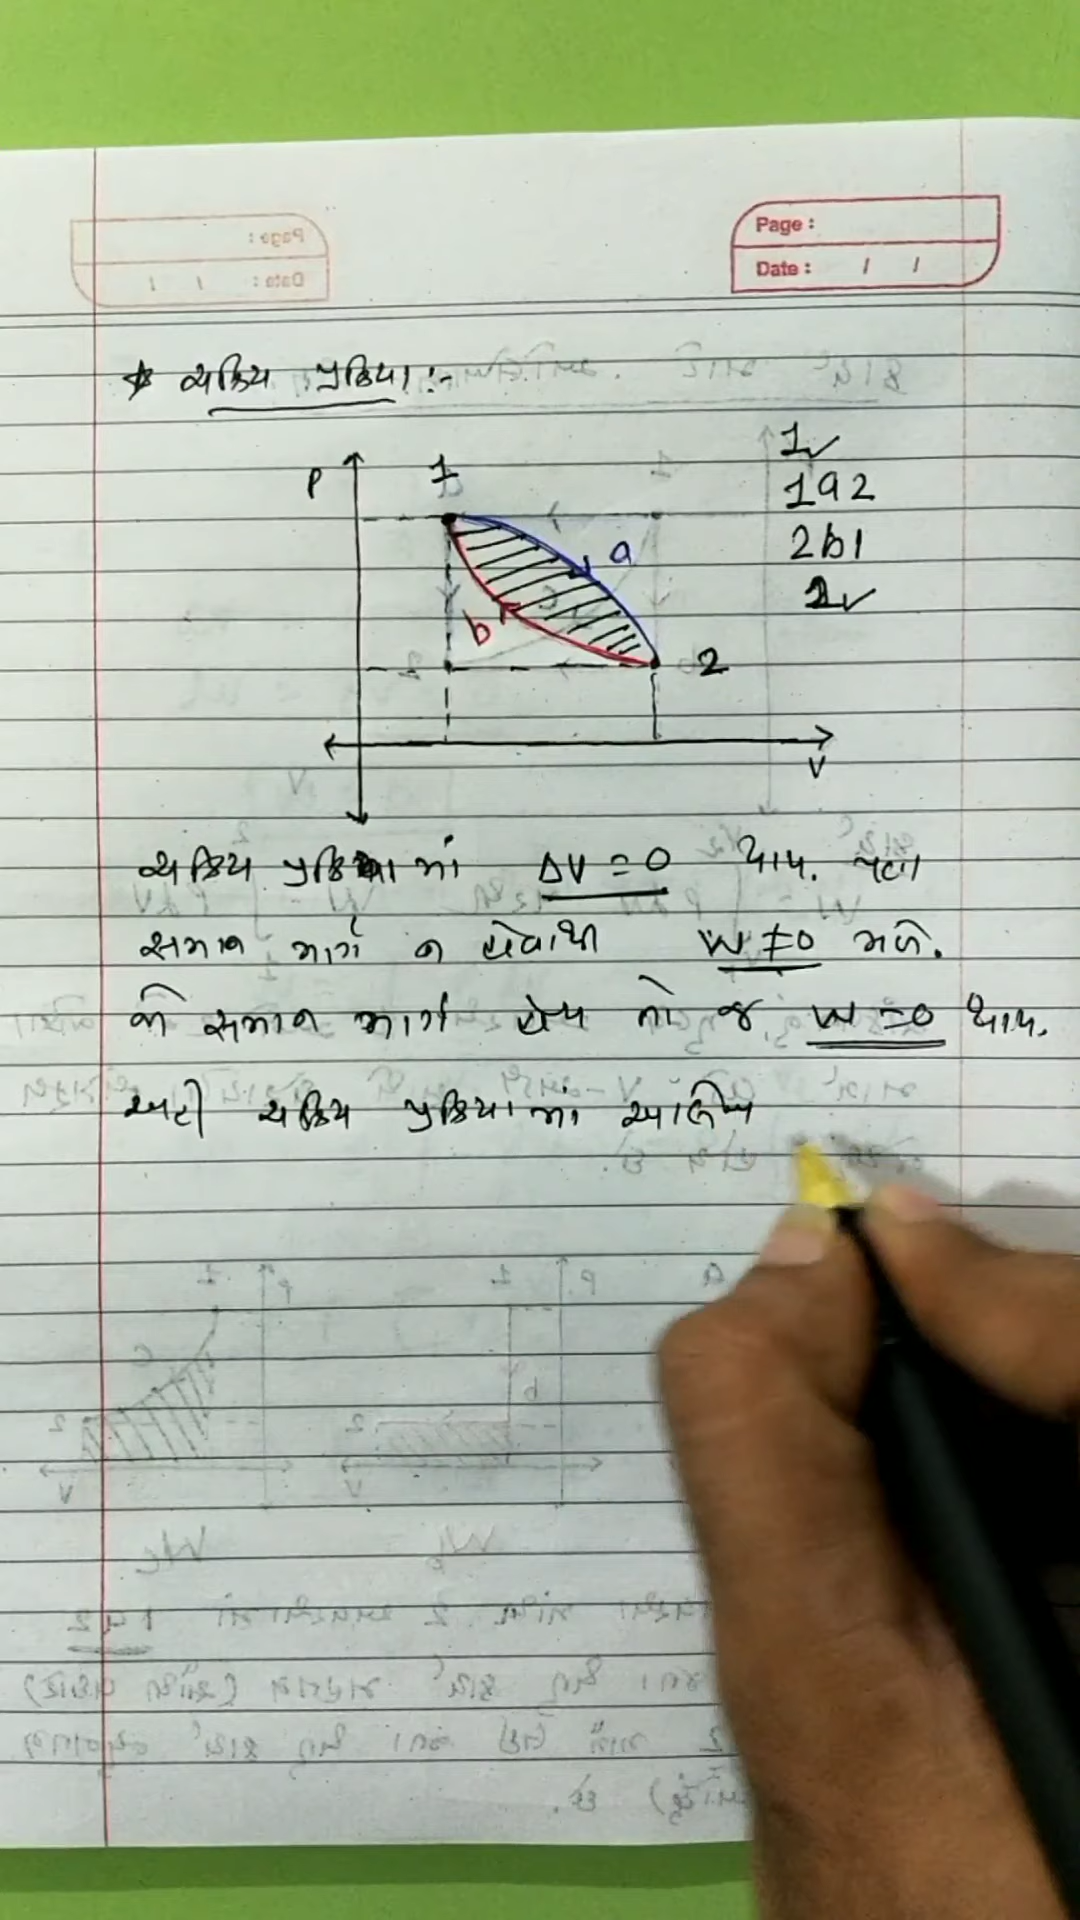 Page :
Date : / /
* ચક્રિય પ્રક્રિયા :-
P
1
a
b
2
V
1✓
1a2
2b1
1✓
ચક્રિય પ્રક્રિયામાં ΔV = 0 થાય. પણ
સમાન માર્ગ ન હોવાથી W ≠ 0 મળે.
જો સમાન માર્ગ હોય તો જ W = 0 થાય.
અહી ચક્રિય પ્રક્રિયામાં આલેખ